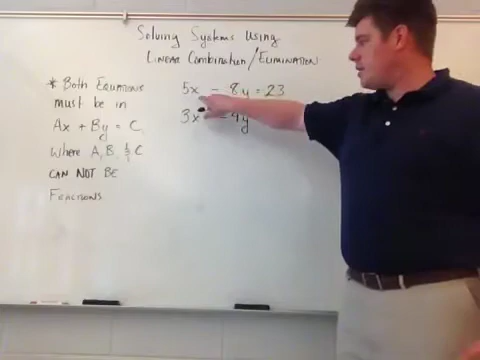 Solving Systems Using
Linear Combination/Elimination
* Both Equations
must be in
Ax + By = C
Where A, B, & C
CAN NOT BE
Fractions
5x - 8y = 23
3x - 4y